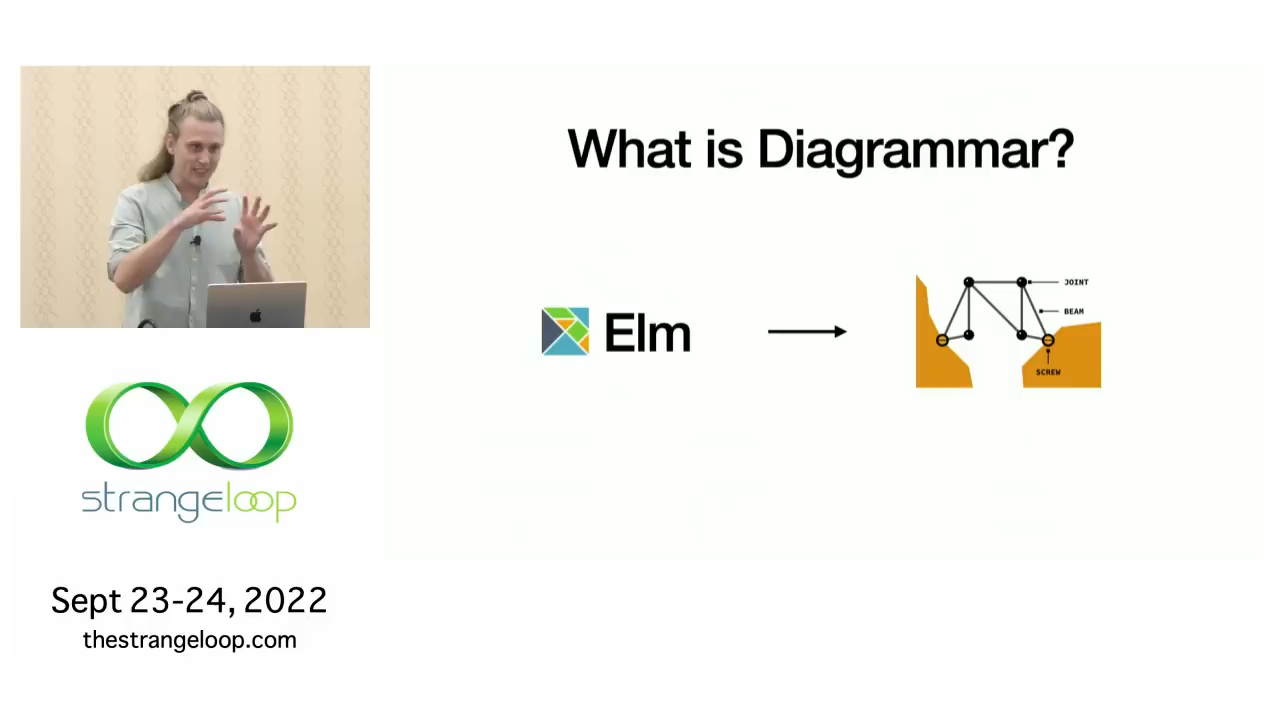 What is Diagrammar?
Elm
JOINT
BEAM
SCREW
strangeloop
Sept 23-24, 2022
thestrangeloop.com